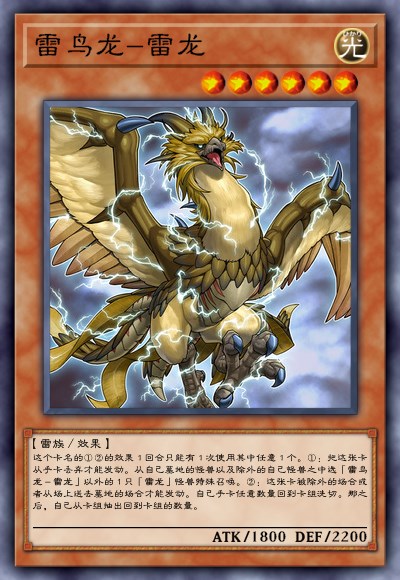 雷鸟龙-雷龙
光
【雷族／效果】
这个卡名的①②的效果1回合只能有1次使用其中任意1个。①：把这张卡
从手卡丢弃才能发动。从自己墓地的怪兽以及除外的自己怪兽之中选「雷鸟
龙-雷龙」以外的1只「雷龙」怪兽特殊召唤。②：这张卡被除外的场合或
者从场上送去墓地的场合才能发动。自己手卡任意数量回到卡组洗切。那之
后，自己从卡组抽出回到卡组的数量。
ATK/1800 DEF/2200